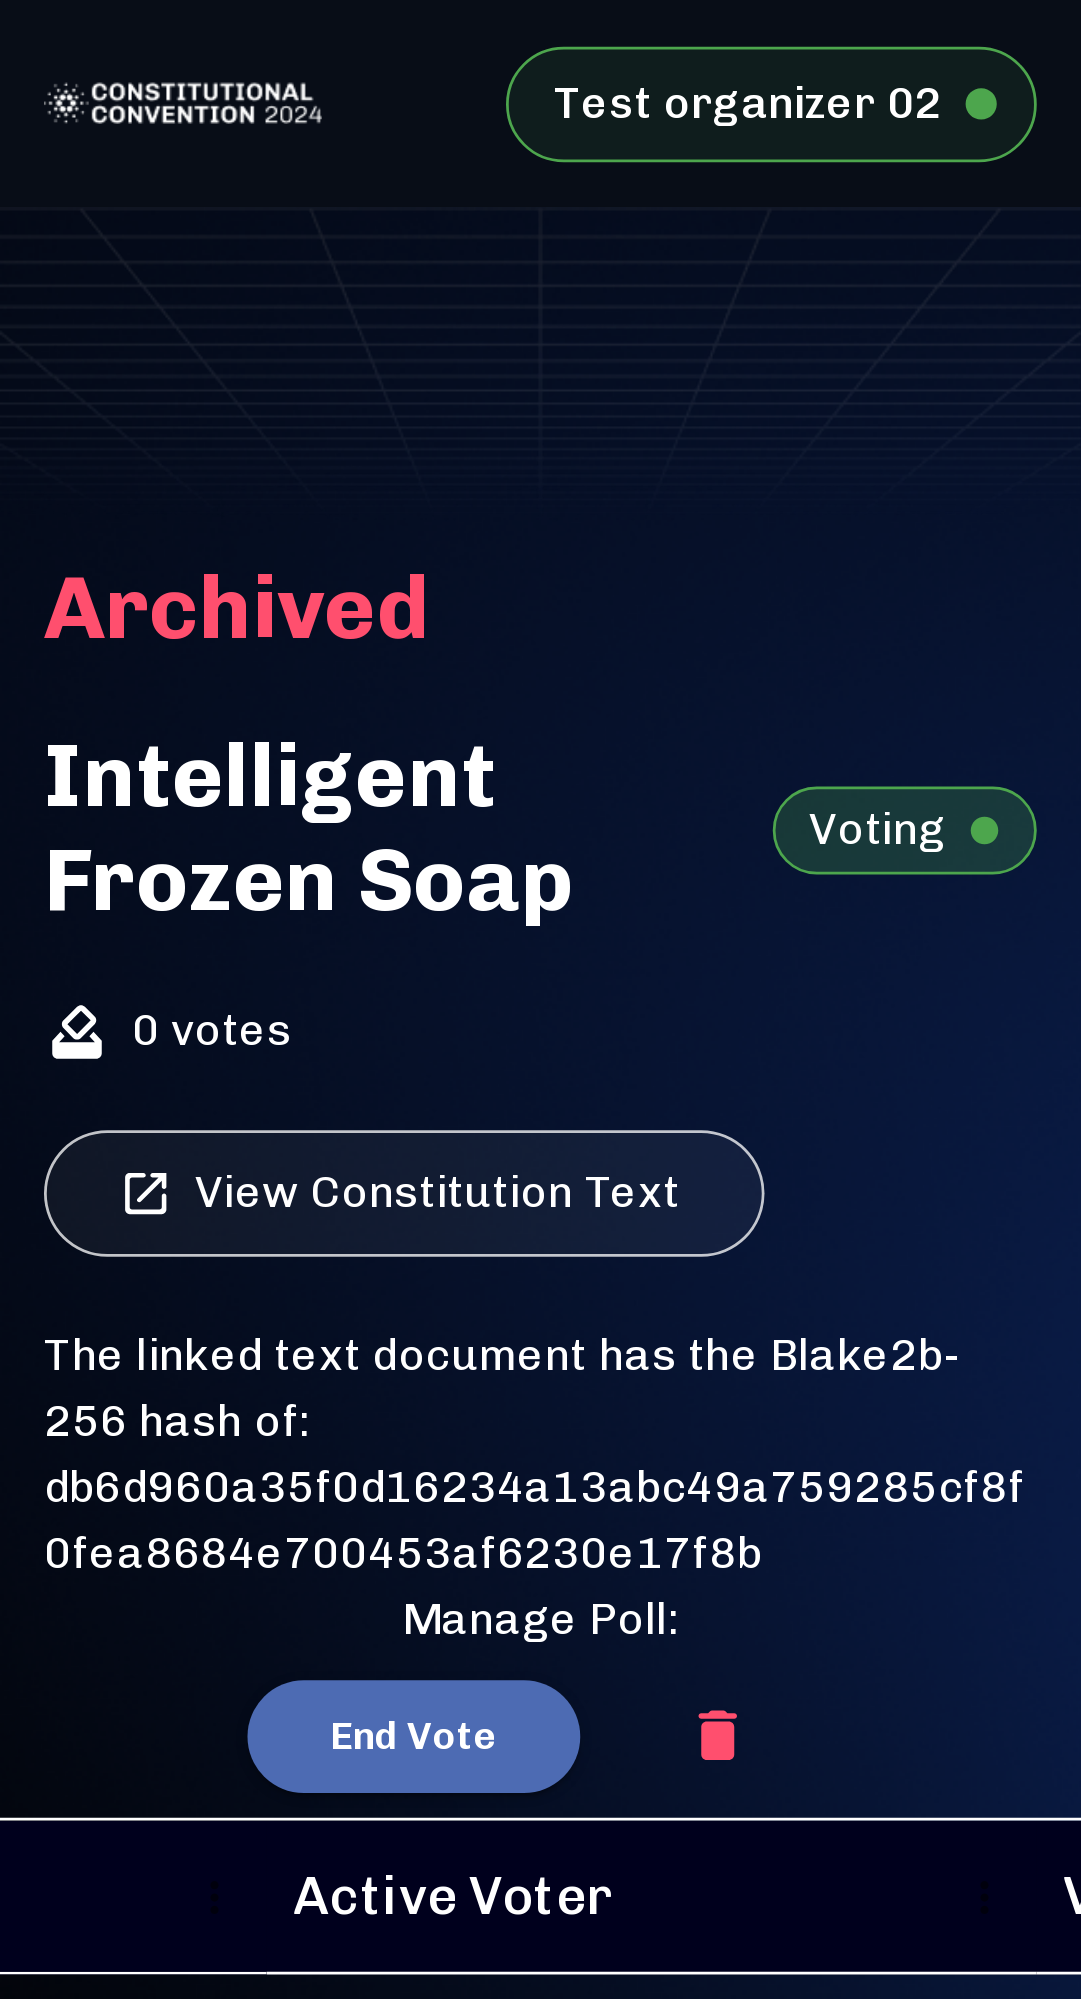 CONSTITUTIONAL
CONVENTION 2024
Test organizer 02
Archived
Intelligent
Frozen Soap
Voting
0 votes
View Constitution Text
The linked text document has the Blake2b-
256 hash of:
db6d960a35f0d16234a13abc49a759285cf8f
0fea8684e700453af6230e17f8b
Manage Poll:
End Vote
Active Voter